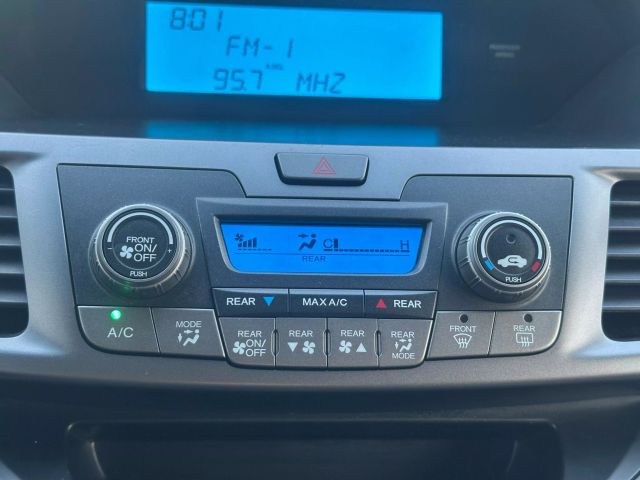 8:01
FM-1
95.7 MHZ
C H
REAR
FRONT
ON/
OFF
- +
PUSH
PUSH
REAR ▼ MAX A/C ▲ REAR
A/C
MODE
REAR
ON/
OFF
REAR
▼
REAR
▲
REAR
MODE
FRONT
REAR